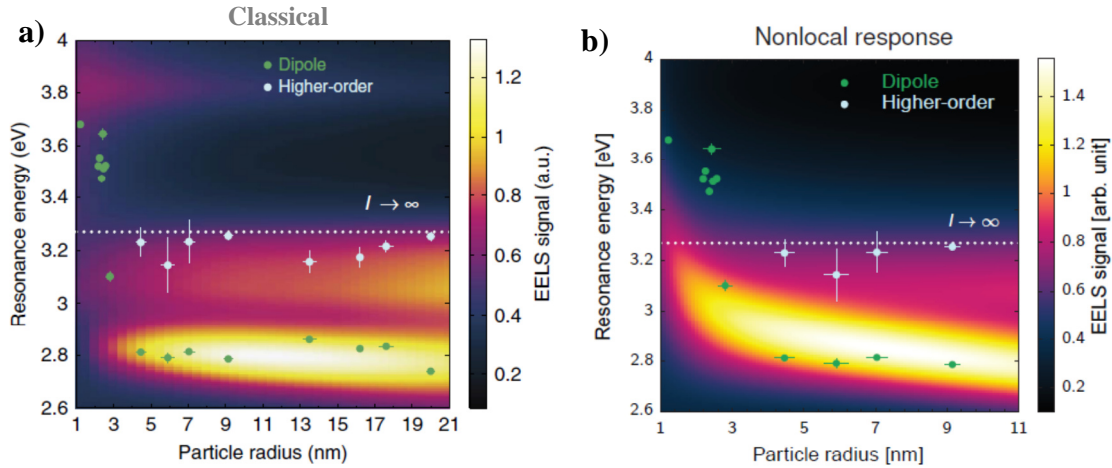 Classical
a)
4
3.8
3.6
3.4
3.2
3
2.8
2.6
Resonance energy (eV)
Dipole
Higher-order
l → ∞
1 3 5 7 9 11 13 15 17 19 21
Particle radius (nm)
1.2
1
0.8
0.6
0.4
0.2
EELS signal (a.u.)
b)
Nonlocal response
4
3.8
3.6
3.4
3.2
3
2.8
2.6
Resonance energy [eV]
Dipole
Higher-order
l → ∞
1 3 5 7 9 11
Particle radius [nm]
1.4
1.2
1
0.8
0.6
0.4
0.2
EELS signal [arb. unit]